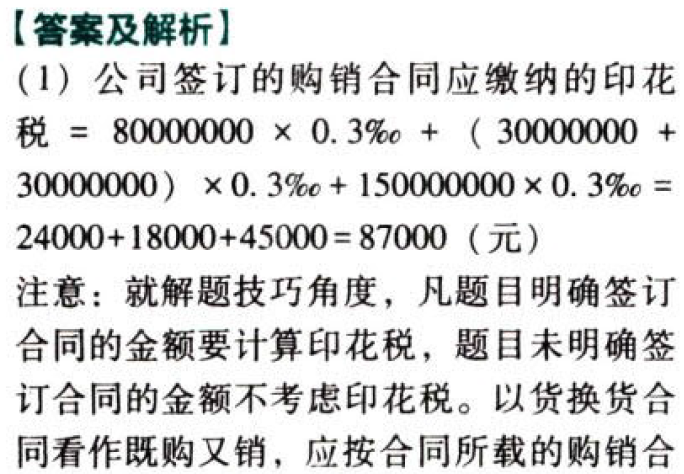 【答案及解析】
(1) 公司签订的购销合同应缴纳的印花
税 = 80000000 × 0.3‰ + ( 30000000 +
30000000) ×0.3‰+150000000×0.3‰=
24000+18000+45000=87000 (元)
注意：就解题技巧角度，凡题目明确签订
合同的金额要计算印花税，题目未明确签
订合同的金额不考虑印花税。以货换货合
同看作既购又销，应按合同所载的购销合